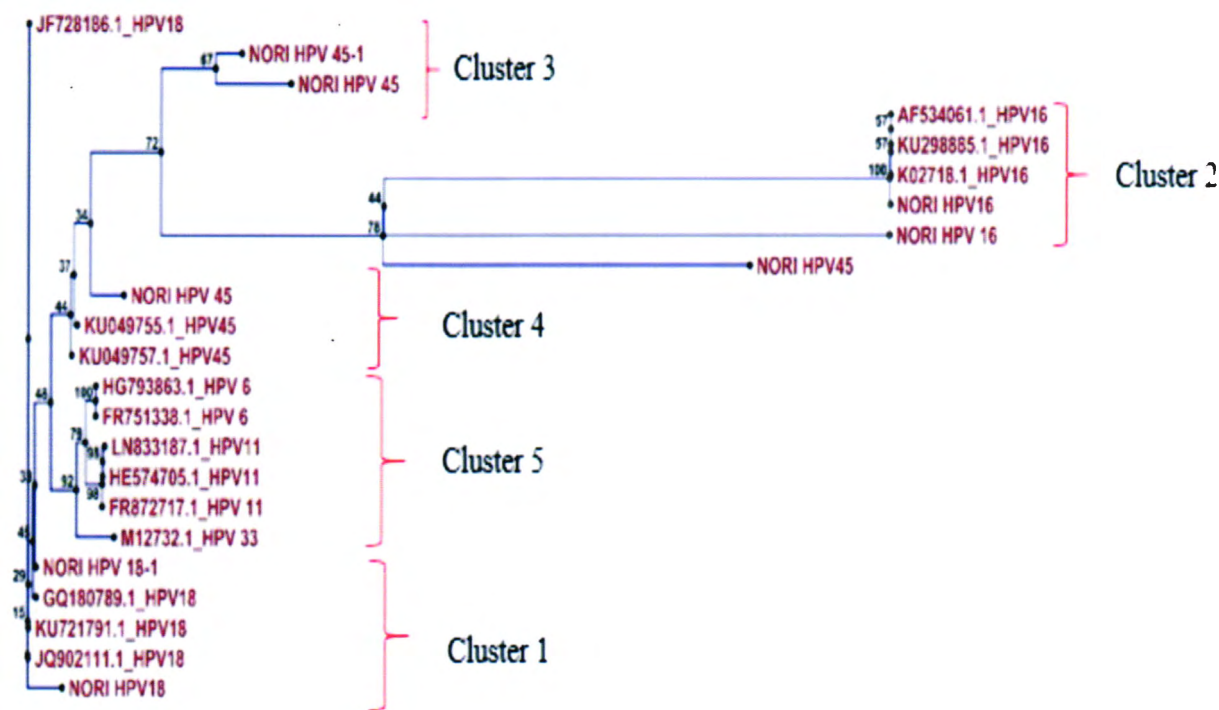 JF728186.1_HPV18
67
NORI HPV 45-1
Cluster 3
NORI HPV 45
AF534061.1_HPV16
57
KU298885.1_HPV16
57
72
K02718.1_HPV16
Cluster 2
100
44
NORI HPV16
34
78
NORI HPV 16
NORI HPV45
37
NORI HPV 45
44
KU049755.1_HPV45
Cluster 4
KU049757.1_HPV45
HG793863.1_HPV 6
100
48
FR751338.1_HPV 6
79
LN833187.1_HPV11
98
Cluster 5
92
HE574705.1_HPV11
98
FR872717.1_HPV 11
M12732.1_HPV 33
NORI HPV 18-1
29
GQ180789.1_HPV18
15
KU721791.1_HPV18
Cluster 1
JQ902111.1_HPV18
NORI HPV18